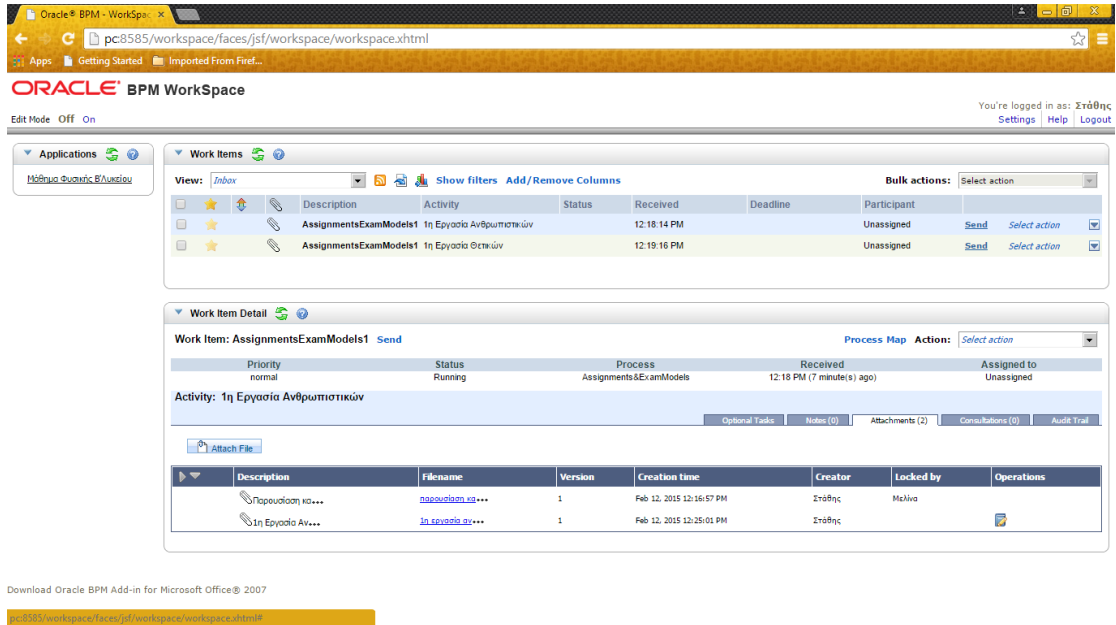 Oracle® BPM - WorkSpac
pc:8585/workspace/faces/jsf/workspace/workspace.xhtml
Apps Getting Started Imported From Firef...
ORACLE® BPM WorkSpace
You're logged in as: Στάθης
Edit Mode Off On Settings Help Logout
Applications Work Items
Μάθημα Φυσικής Β'Λυκείου View: Inbox Show filters Add/Remove Columns Bulk actions: Select action
Description Activity Status Received Deadline Participant
AssignmentsExamModels1 1η Εργασία Ανθρωπιστικών 12:18:14 PM Unassigned Send Select action
AssignmentsExamModels1 1η Εργασία Θετικών 12:19:16 PM Unassigned Send Select action
Work Item Detail
Work Item: AssignmentsExamModels1 Send Process Map Action: Select action
Priority Status Process Received Assigned to
normal Running Assignments&ExamModels 12:18 PM (7 minute(s) ago) Unassigned
Activity: 1η Εργασία Ανθρωπιστικών
Optional Tasks Notes (0) Attachments (2) Consultations (0) Audit Trail
Attach File
Description Filename Version Creation time Creator Locked by Operations
Παρουσίαση κα... παρουσίαση κα... 1 Feb 12, 2015 12:16:57 PM Στάθης Μελίνα
1η Εργασία Αν... 1η εργασία αν... 1 Feb 12, 2015 12:25:01 PM Στάθης
Download Oracle BPM Add-in for Microsoft Office® 2007
pc:8585/workspace/faces/jsf/workspace/workspace.xhtml#